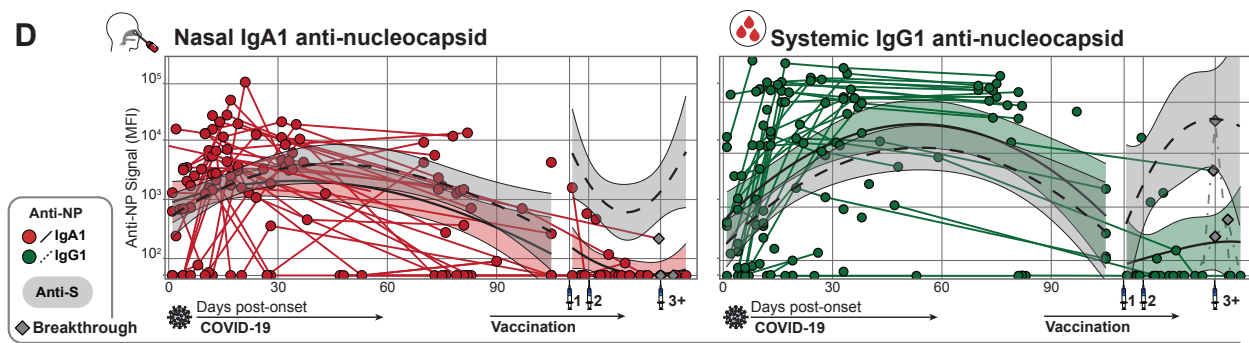 D
Nasal IgA1 anti-nucleocapsid
Systemic IgG1 anti-nucleocapsid
Anti-NP Signal (MFI)
10⁵
10⁴
10³
10²
0
30
60
90
1
2
3+
0
30
60
90
1
2
3+
Days post-onset
COVID-19
Vaccination
Days post-onset
COVID-19
Vaccination
Anti-NP
IgA1
IgG1
Anti-S
Breakthrough